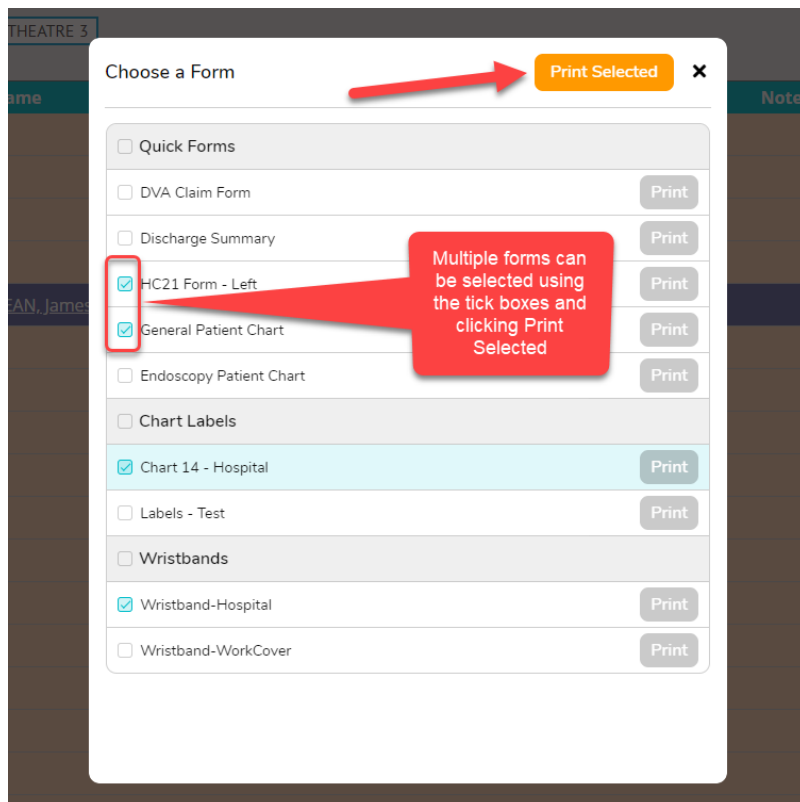 THEATRE 3
Choose a Form
Print Selected
ame
Note
Quick Forms
DVA Claim Form
Print
Discharge Summary
Print
Multiple forms can
be selected using
the tick boxes and
clicking Print
Selected
HC21 Form - Left
Print
EAN, James
General Patient Chart
Print
Endoscopy Patient Chart
Print
Chart Labels
Chart 14 - Hospital
Print
Labels - Test
Print
Wristbands
Wristband-Hospital
Print
Wristband-WorkCover
Print